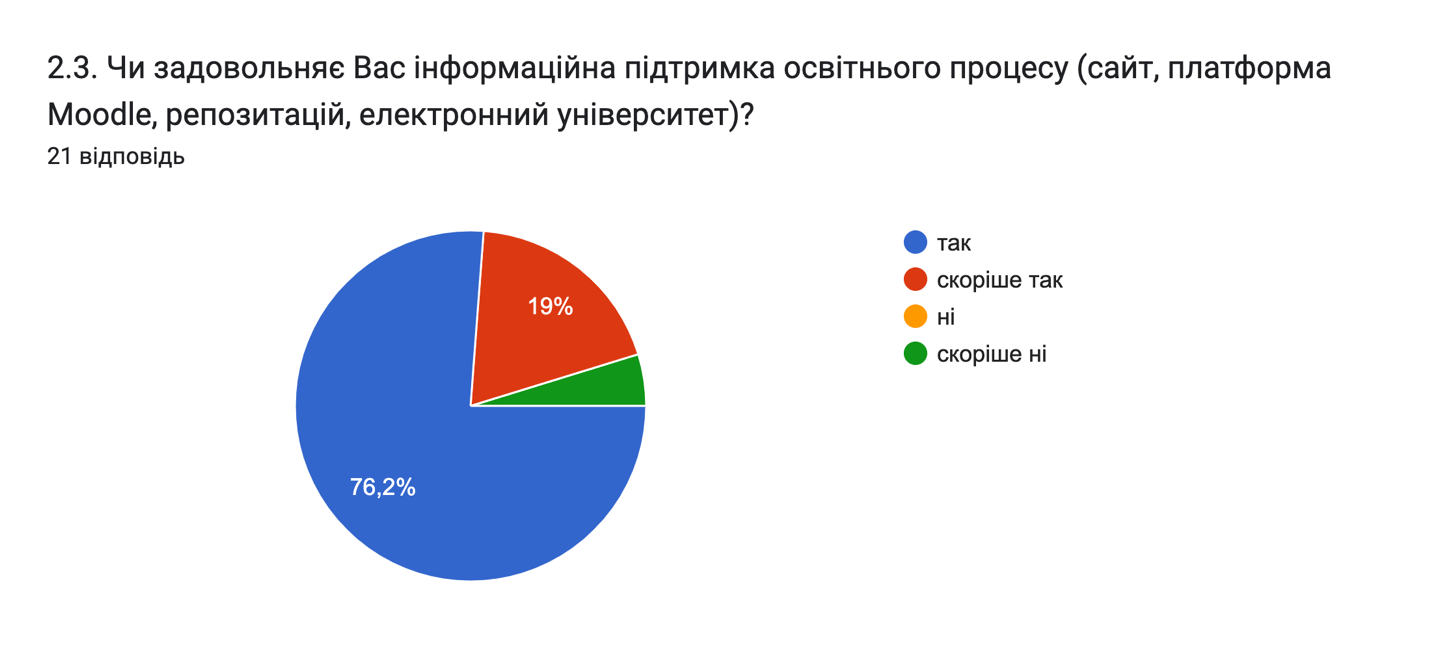 2.3. Чи задовольняє Вас інформаційна підтримка освітнього процесу (сайт, платформа
Moodle, репозитацій, електронний університет)?
21 відповідь
так
скоріше так
ні
скоріше ні
19%
76,2%